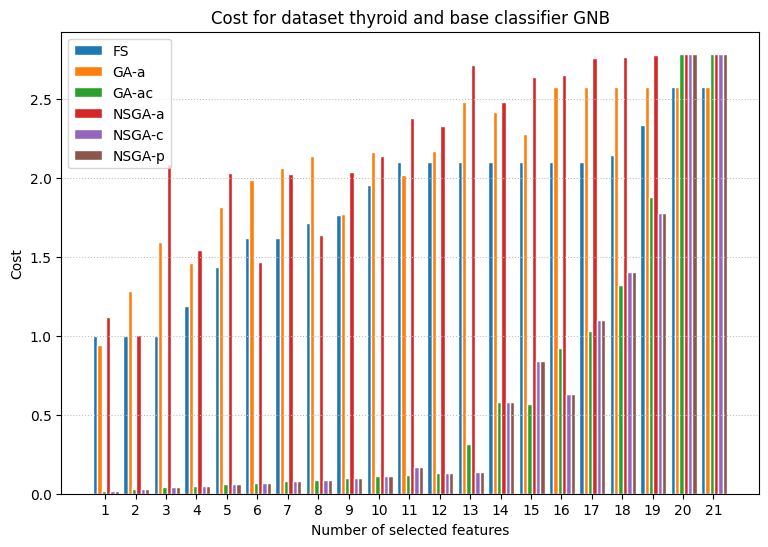 Cost for dataset thyroid and base classifier GNB
FS
GA-a
GA-ac
NSGA-a
NSGA-c
NSGA-p
Cost
2.5
2.0
1.5
1.0
0.5
0.0
1 2 3 4 5 6 7 8 9 10 11 12 13 14 15 16 17 18 19 20 21
Number of selected features